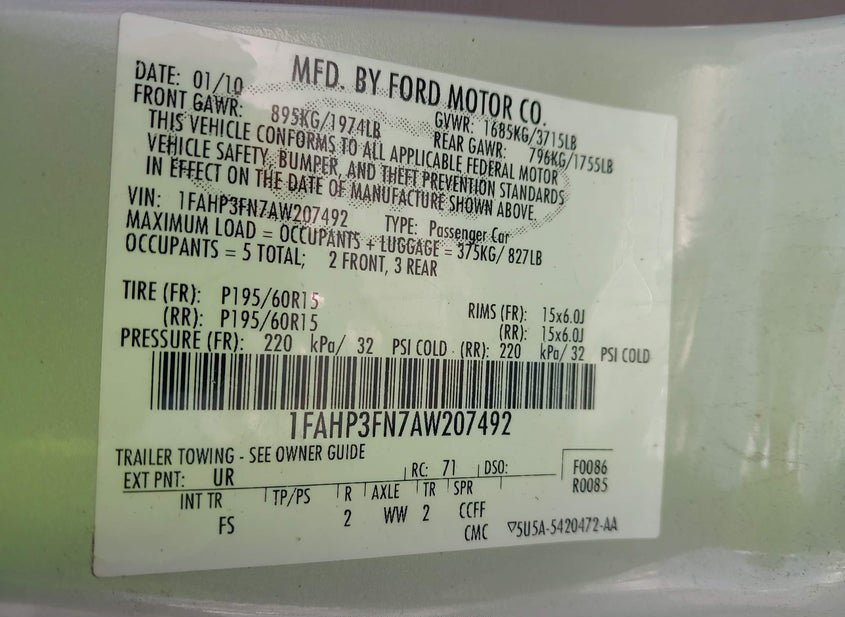 MFD. BY FORD MOTOR CO.
DATE: 01/10 GVWR: 1685KG/3715LB
FRONT GAWR: 895KG/1974LB REAR GAWR: 796KG/1755LB
THIS VEHICLE CONFORMS TO ALL APPLICABLE FEDERAL MOTOR
VEHICLE SAFETY, BUMPER, AND THEFT PREVENTION STANDARDS
IN EFFECT ON THE DATE OF MANUFACTURE SHOWN ABOVE.
VIN: 1FAHP3FN7AW207492 TYPE: Passenger Car
MAXIMUM LOAD = OCCUPANTS + LUGGAGE = 375KG/ 827LB
OCCUPANTS = 5 TOTAL; 2 FRONT, 3 REAR
TIRE (FR): P195/60R15 RIMS (FR): 15x6.0J
(RR): P195/60R15 (RR): 15x6.0J
PRESSURE (FR): 220 kPa/ 32 PSI COLD (RR): 220 kPa/ 32 PSI COLD
1FAHP3FN7AW207492
TRAILER TOWING - SEE OWNER GUIDE
EXT PNT: UR RC: 71 DSO: F0086
R0085
INT TR TP/PS R AXLE TR SPR
FS 2 WW 2 CCFF
CMC ▽5U5A-5420472-AA